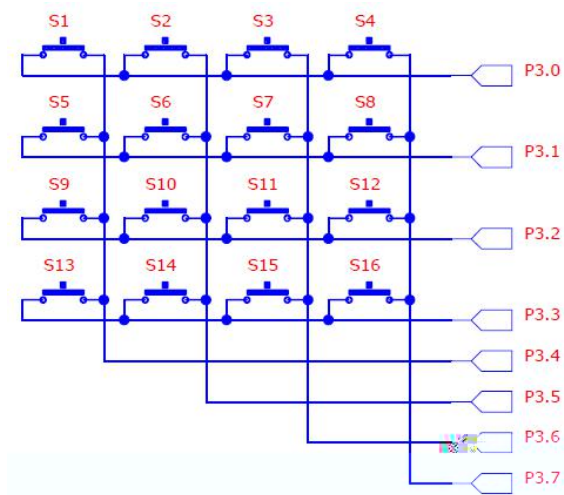 S1 S2 S3 S4
P3.0
S5 S6 S7 S8
P3.1
S9 S10 S11 S12
P3.2
S13 S14 S15 S16
P3.3
P3.4
P3.5
P3.6
P3.7